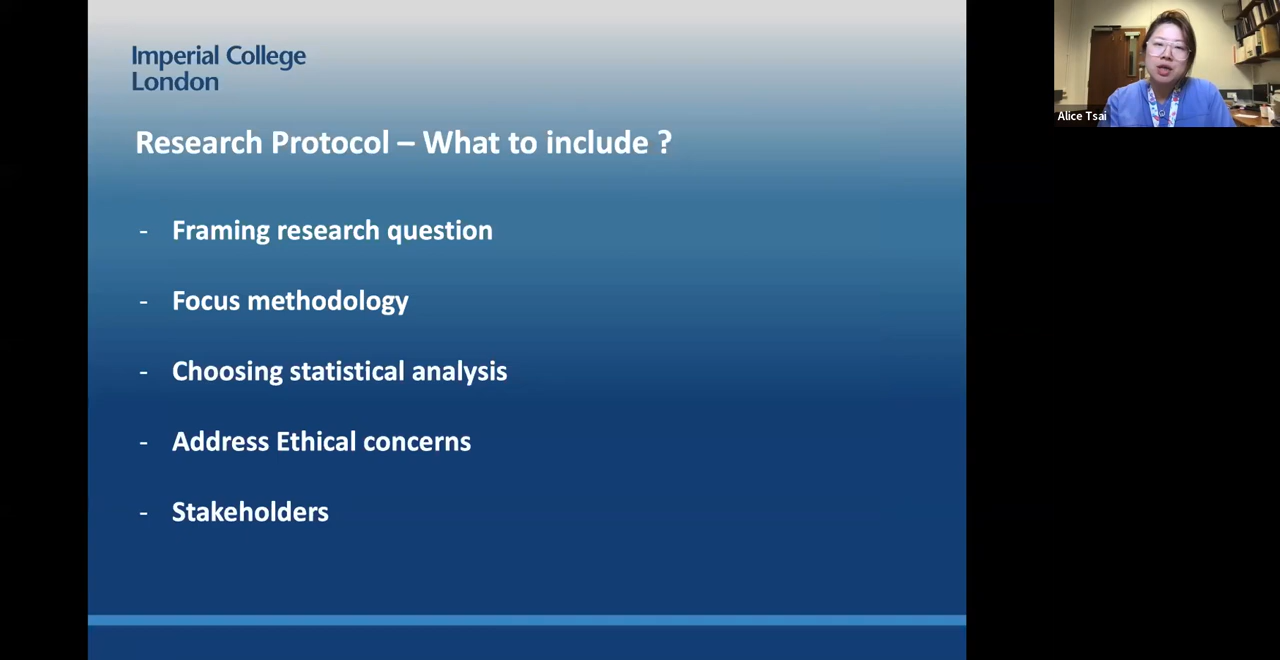 Imperial College
London
Research Protocol – What to include ?
- Framing research question
- Focus methodology
- Choosing statistical analysis
- Address Ethical concerns
- Stakeholders
Alice Tsai